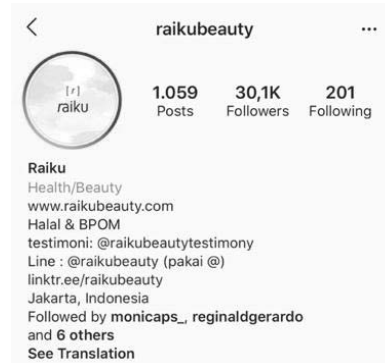 raikubeauty
[r]
raiku
1.059 30,1K 201
Posts Followers Following
Raiku
Health/Beauty
www.raikubeauty.com
Halal & BPOM
testimoni: @raikubeautytestimony
Line : @raikubeauty (pakai @)
linktr.ee/raikubeauty
Jakarta, Indonesia
Followed by monicaps_, reginaldgerardo
and 6 others
See Translation